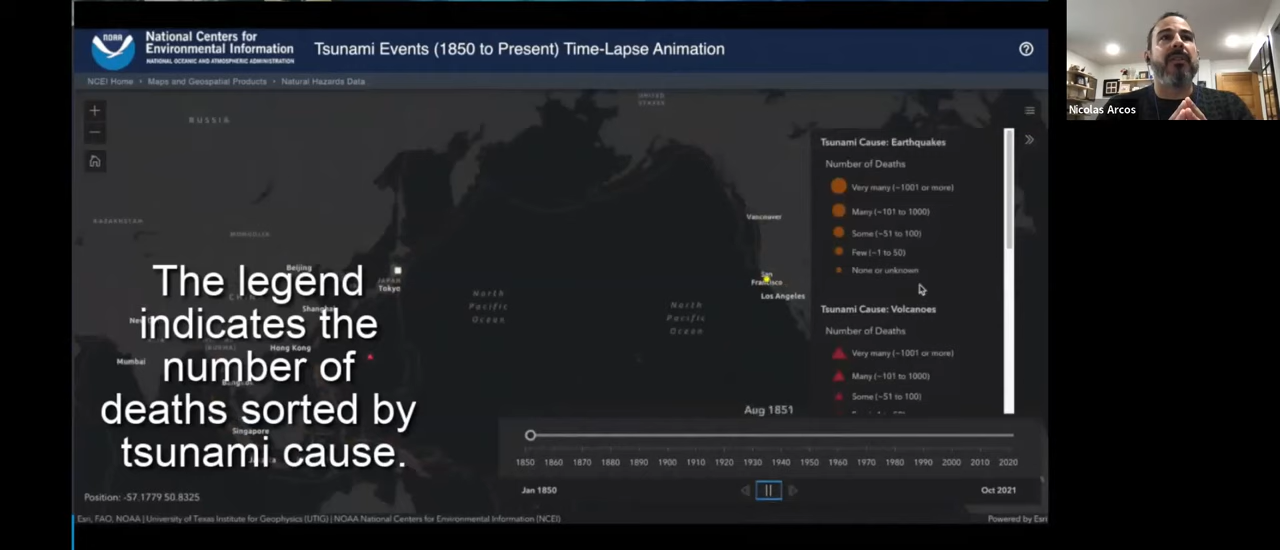 NOAA
National Centers for
Environmental Information
NATIONAL OCEANIC AND ATMOSPHERIC ADMINISTRATION
Tsunami Events (1850 to Present) Time-Lapse Animation
NCEI Home › Maps and Geospatial Products › Natural Hazards Data
Nicolas Arcos
UNITED
STATES
RUSSIA
KAZAKHSTAN
MONGOLIA
Vancouver
Beijing
San
Francisco
JAPAN
Tokyo
Los Angeles
North
Pacific
Ocean
North
Pacific
Ocean
Shanghai
Hong Kong
Mumbai
Singapore
Tsunami Cause: Earthquakes
Number of Deaths
Very many (~1001 or more)
Many (~101 to 1000)
Some (~51 to 100)
Few (~1 to 50)
None or unknown
Tsunami Cause: Volcanoes
Number of Deaths
Very many (~1001 or more)
Many (~101 to 1000)
Some (~51 to 100)
The legend
indicates the
number of
deaths sorted by
tsunami cause.
Aug 1851
1850 1860 1870 1880 1890 1900 1910 1920 1930 1940 1950 1960 1970 1980 1990 2000 2010 2020
Jan 1850
Oct 2021
Position: -57.1779 50.8325
Esri, FAO, NOAA | University of Texas Institute for Geophysics (UTIG) | NOAA National Centers for Environmental Information (NCEI)
Powered by Esri